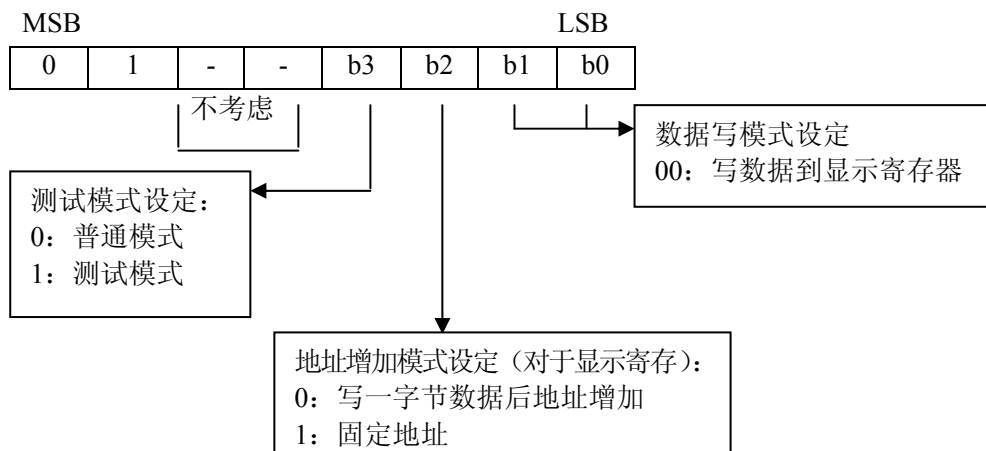 MSB LSB
0 1 - - b3 b2 b1 b0
不考虑
数据写模式设定
00：写数据到显示寄存器
测试模式设定：
0：普通模式
1：测试模式
地址增加模式设定（对于显示寄存）：
0：写一字节数据后地址增加
1：固定地址